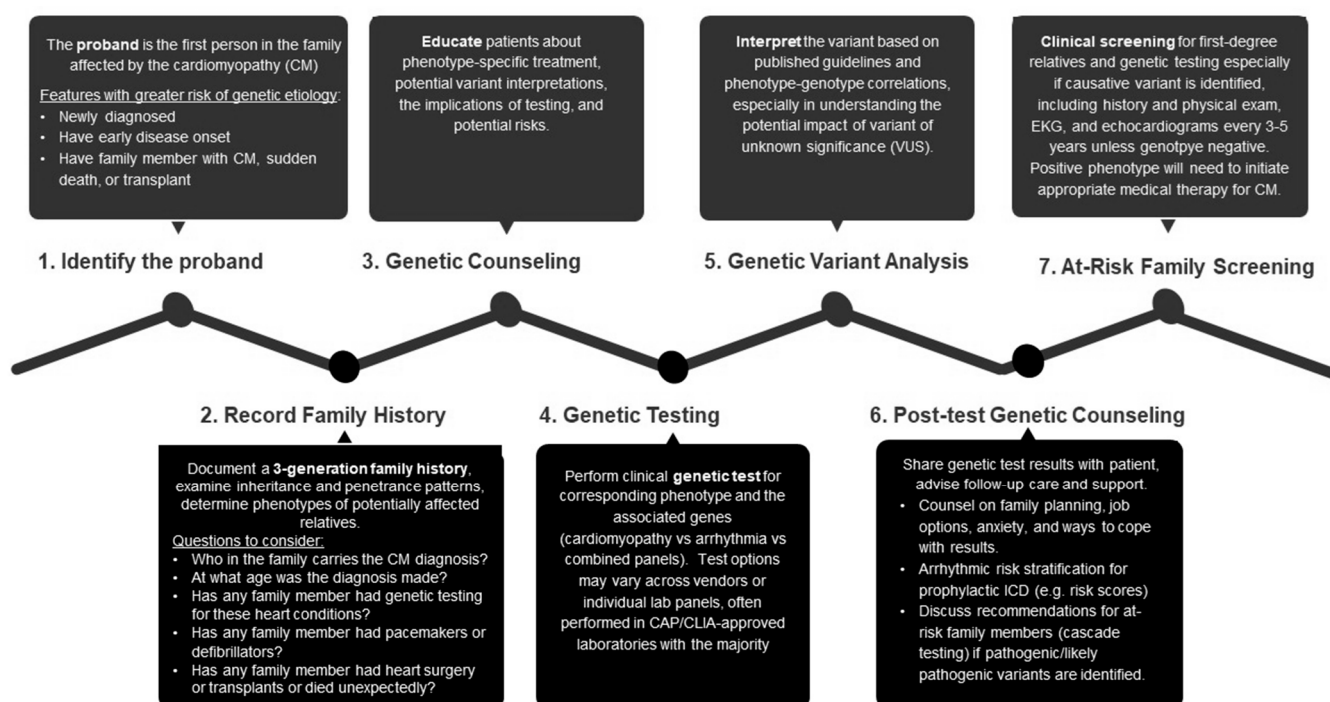 The proband is the first person in the family
affected by the cardiomyopathy (CM)
Features with greater risk of genetic etiology:
• Newly diagnosed
• Have early disease onset
• Have family member with CM, sudden
death, or transplant
1. Identify the proband
Document a 3-generation family history,
examine inheritance and penetrance patterns,
determine phenotypes of potentially affected
relatives.
Questions to consider:
• Who in the family carries the CM diagnosis?
• At what age was the diagnosis made?
• Has any family member had genetic testing
for these heart conditions?
• Has any family member had pacemakers or
defibrillators?
• Has any family member had heart surgery
or transplants or died unexpectedly?
2. Record Family History
Educate patients about
phenotype-specific treatment,
potential variant interpretations,
the implications of testing, and
potential risks.
3. Genetic Counseling
4. Genetic Testing
Perform clinical genetic test for
corresponding phenotype and the
associated genes
(cardiomyopathy vs arrhythmia vs
combined panels). Test options
may vary across vendors or
individual lab panels, often
performed in CAP/CLIA-approved
laboratories with the majority
Interpret the variant based on
published guidelines and
phenotype-genotype correlations,
especially in understanding the
potential impact of variant of
unknown significance (VUS).
5. Genetic Variant Analysis
6. Post-test Genetic Counseling
Share genetic test results with patient,
advise follow-up care and support.
• Counsel on family planning, job
options, anxiety, and ways to cope
with results.
• Arrhythmic risk stratification for
prophylactic ICD (e.g. risk scores)
• Discuss recommendations for at-
risk family members (cascade
testing) if pathogenic/likely
pathogenic variants are identified.
Clinical screening for first-degree
relatives and genetic testing especially
if causative variant is identified,
including history and physical exam,
EKG, and echocardiograms every 3-5
years unless genotpye negative.
Positive phenotype will need to initiate
appropriate medical therapy for CM.
7. At-Risk Family Screening